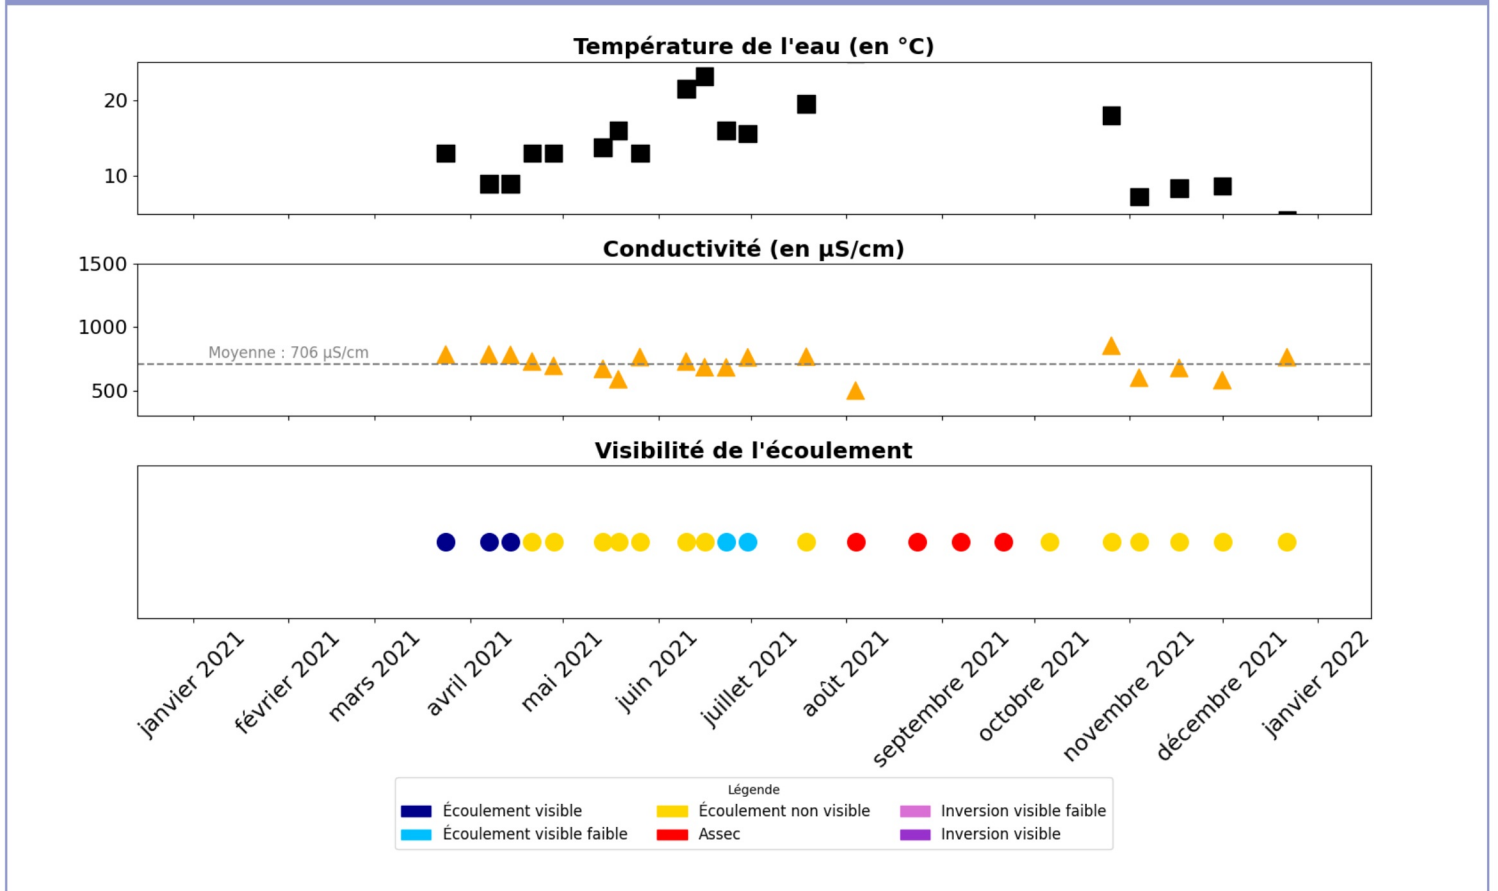 Température de l'eau (en °C)
20
10
Conductivité (en µS/cm)
1500
1000
500
Moyenne : 706 µS/cm
Visibilité de l'écoulement
janvier 2021
février 2021
mars 2021
avril 2021
mai 2021
juin 2021
juillet 2021
août 2021
septembre 2021
octobre 2021
novembre 2021
décembre 2021
janvier 2022
Légende
Écoulement visible
Écoulement visible faible
Écoulement non visible
Assec
Inversion visible faible
Inversion visible